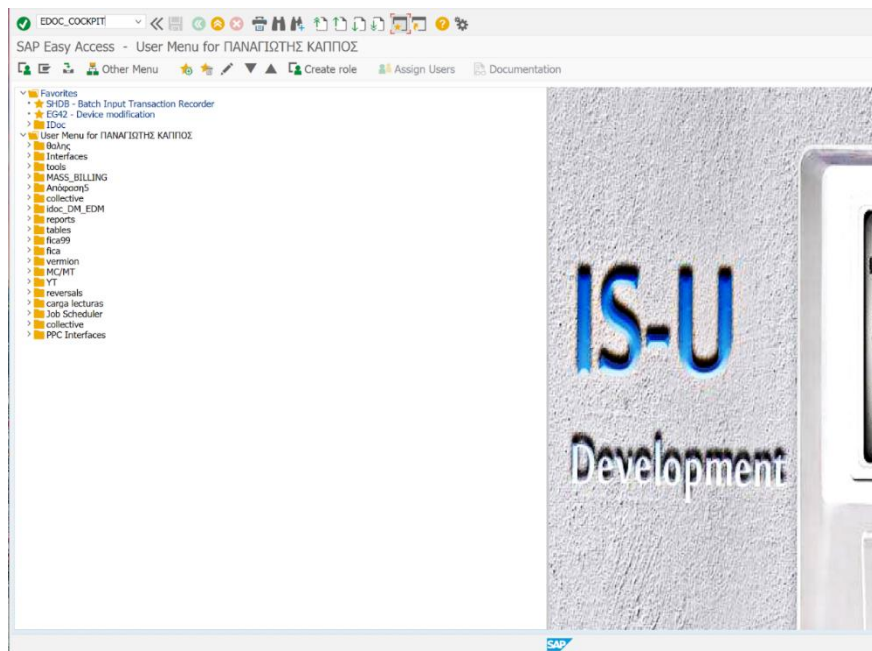 EDOC_COCKPIT
SAP Easy Access - User Menu for ΠΑΝΑΓΙΩΤΗΣ ΚΑΠΠΟΣ
Other Menu Create role Assign Users Documentation
Favorites
SHDB - Batch Input Transaction Recorder
EG42 - Device modification
IDoc
User Menu for ΠΑΝΑΓΙΩΤΗΣ ΚΑΠΠΟΣ
θαλης
Interfaces
tools
MASS_BILLING
Απόφαση5
collective
idoc_DM_EDM
reports
tables
fica99
fica
vermion
MC/MT
YT
reversals
carga lecturas
Job Scheduler
collective
PPC Interfaces
IS-U
Development
SAP